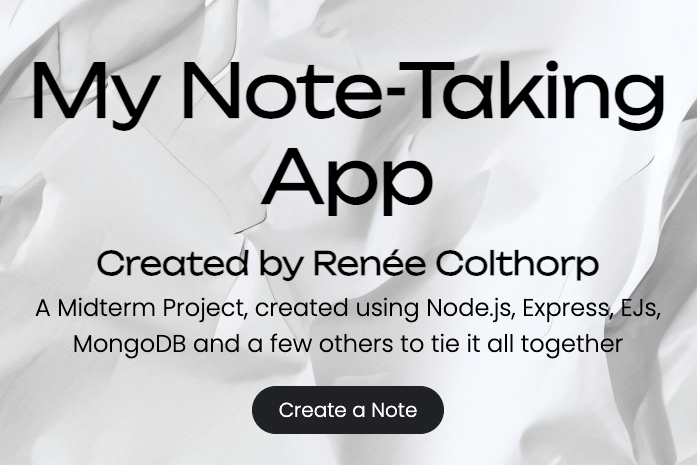 My Note-Taking
App
Created by Renée Colthorp
A Midterm Project, created using Node.js, Express, EJs,
MongoDB and a few others to tie it all together
Create a Note